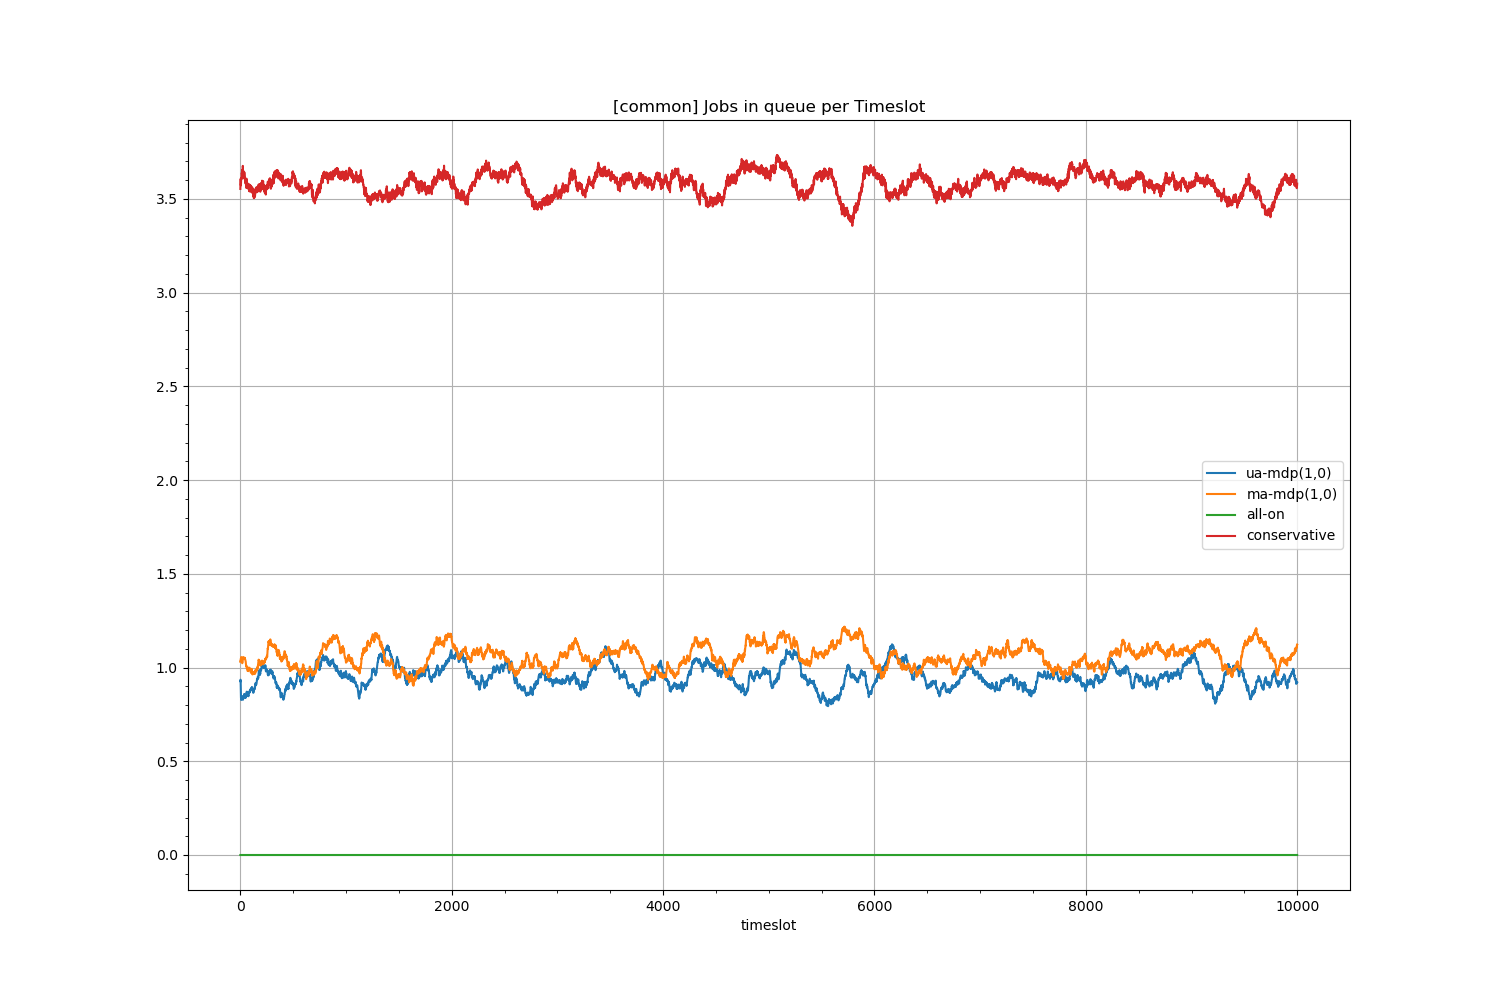 [common] Jobs in queue per Timeslot
3.5
3.0
2.5
2.0
1.5
1.0
0.5
0.0
ua-mdp(1,0)
ma-mdp(1,0)
all-on
conservative
0
2000
4000
6000
8000
10000
timeslot